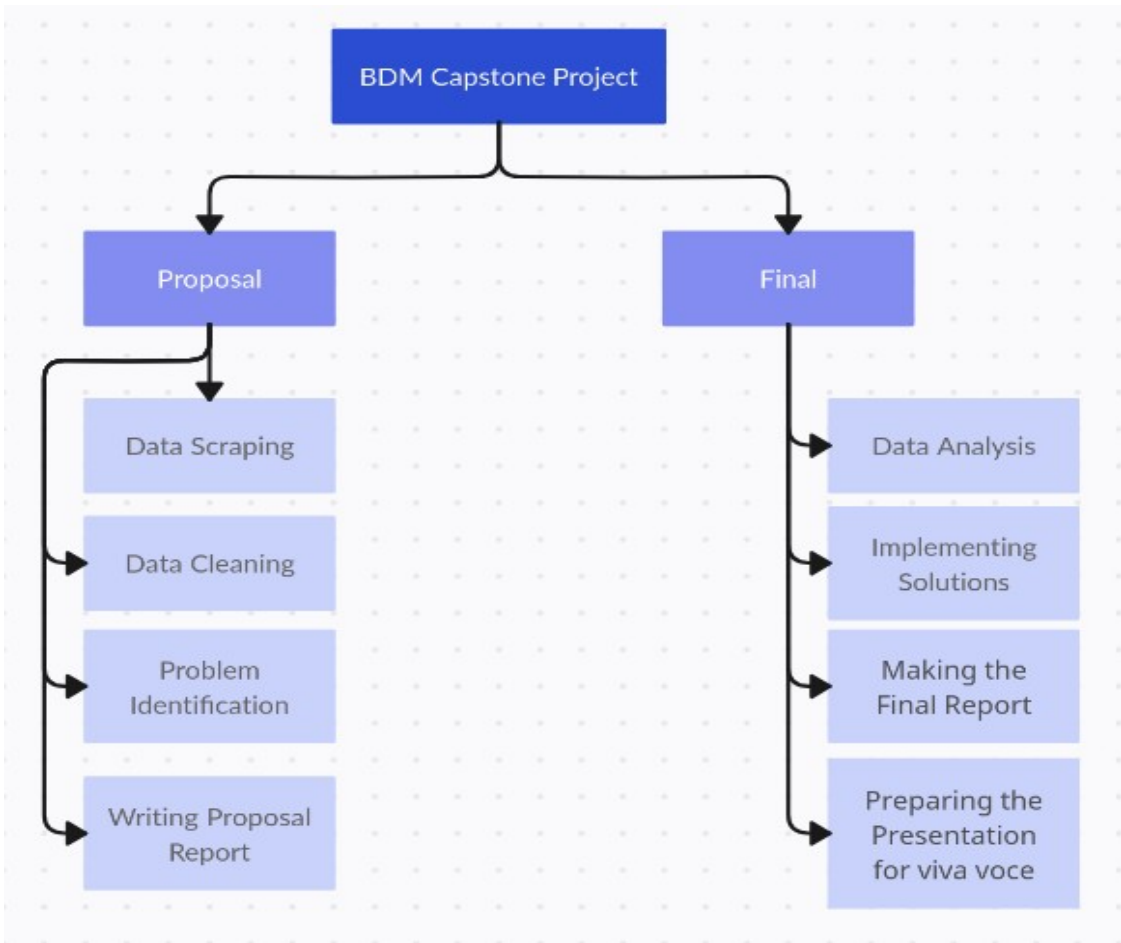 BDM Capstone Project
Proposal
Final
Data Scraping
Data Analysis
Data Cleaning
Implementing
Solutions
Problem
Identification
Making the
Final Report
Writing Proposal
Report
Preparing the
Presentation
for viva voce